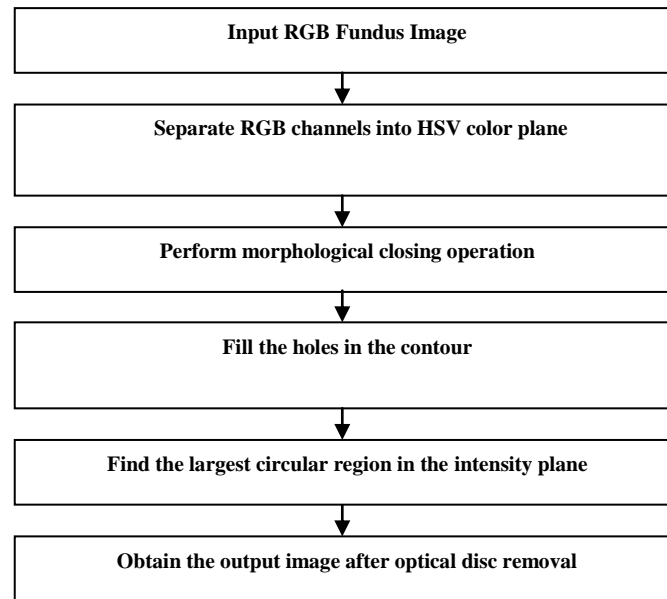 Input RGB Fundus Image
Separate RGB channels into HSV color plane
Perform morphological closing operation
Fill the holes in the contour
Find the largest circular region in the intensity plane
Obtain the output image after optical disc removal